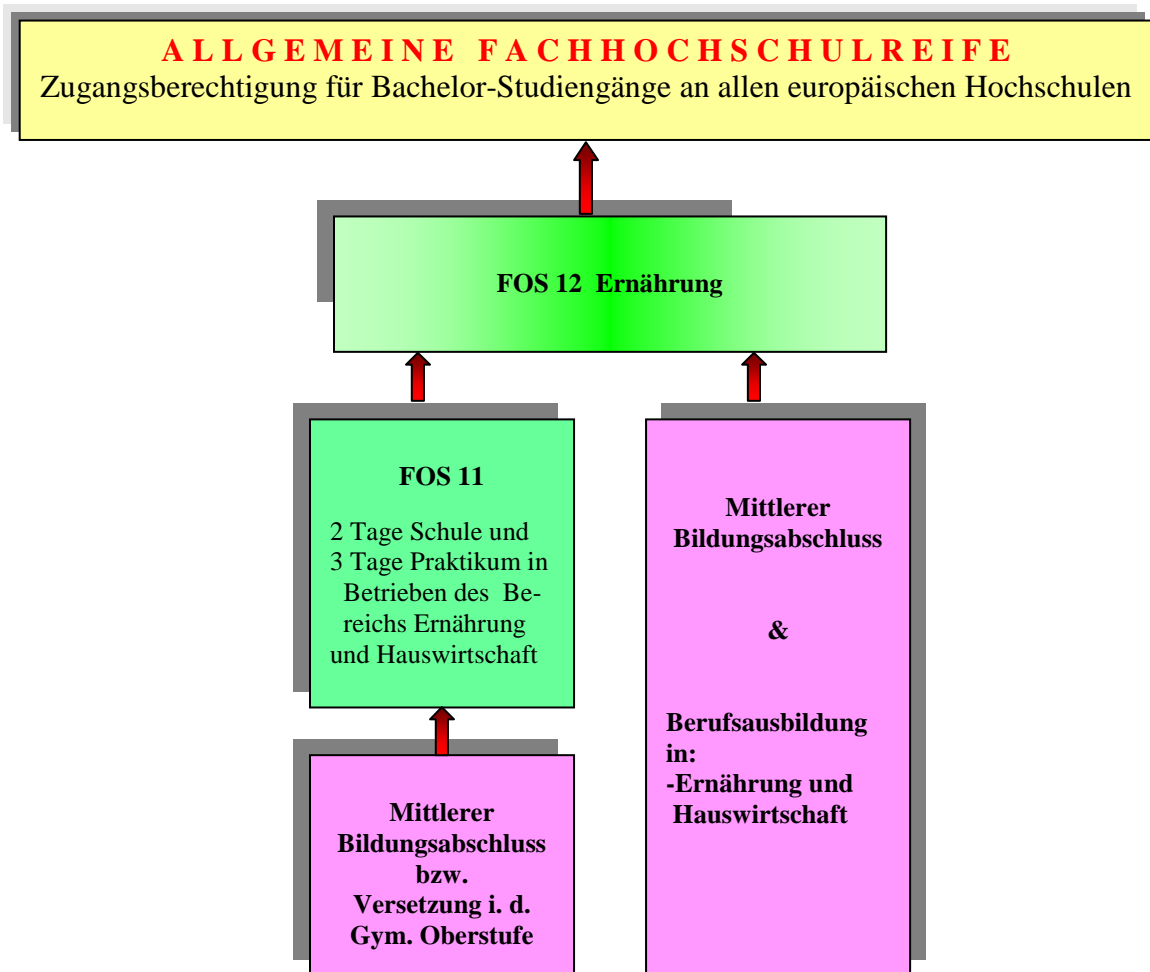 ALLGEMEINE FACHHOCHSCHULREIFE
Zugangsberechtigung für Bachelor-Studiengänge an allen europäischen Hochschulen
FOS 12 Ernährung
FOS 11
2 Tage Schule und
3 Tage Praktikum in
Betrieben des Be-
reichs Ernährung
und Hauswirtschaft
Mittlerer
Bildungsabschluss
bzw.
Versetzung i. d.
Gym. Oberstufe
Mittlerer
Bildungsabschluss
&
Berufsausbildung
in:
-Ernährung und
Hauswirtschaft